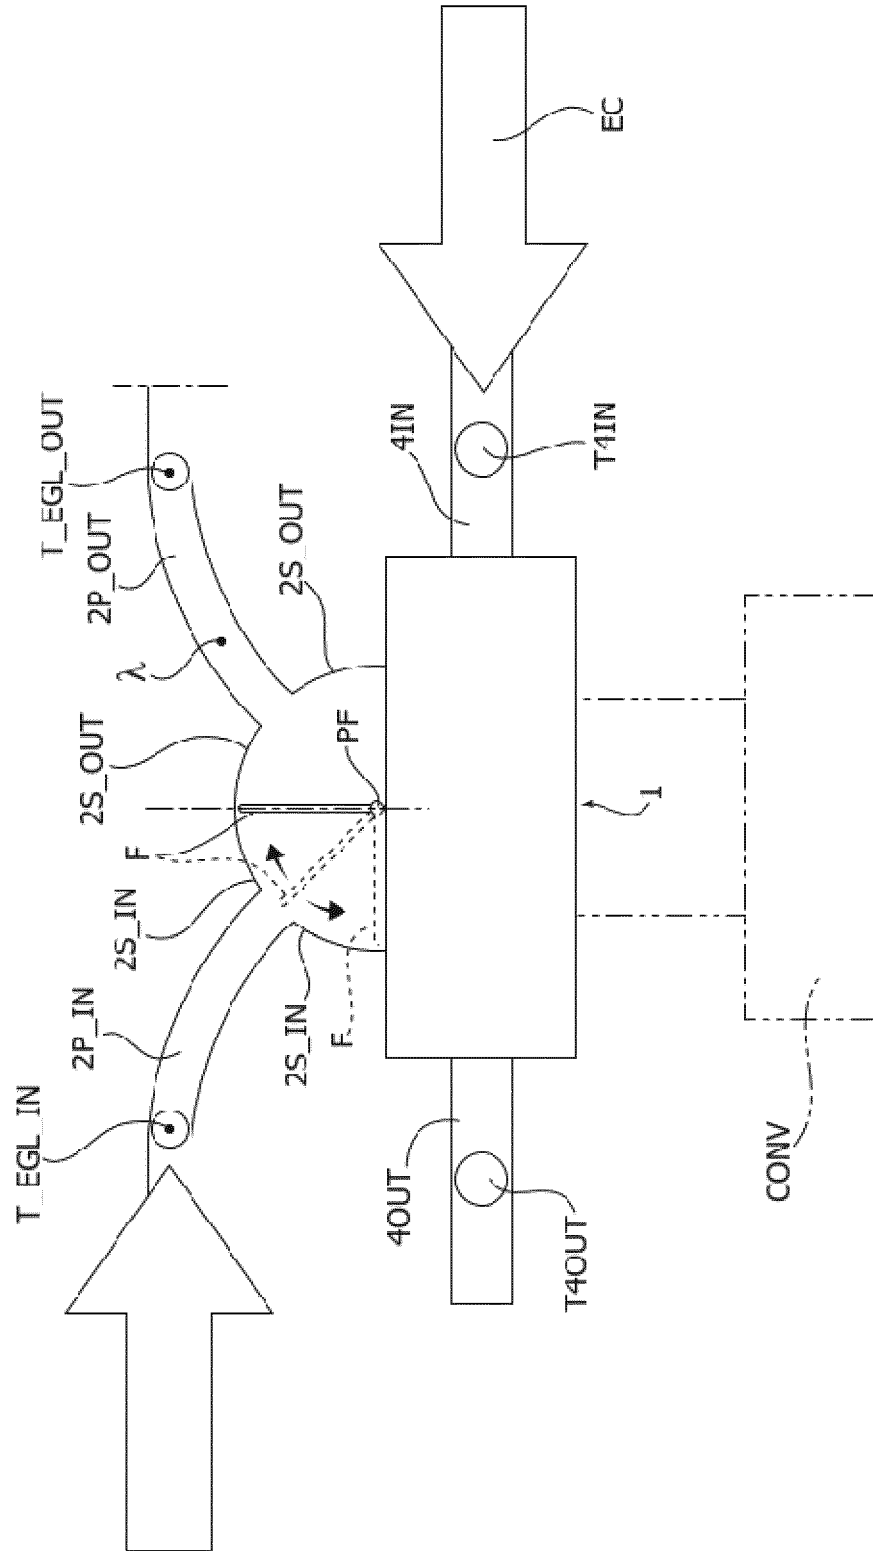 T_EGL_IN
T_EGL_OUT
2P_IN
2S_OUT
2P_OUT
2S_IN
F
λ
2S_IN
2S_OUT
F
PF
4OUT
4IN
T4OUT
T4IN
EC
1
CONV